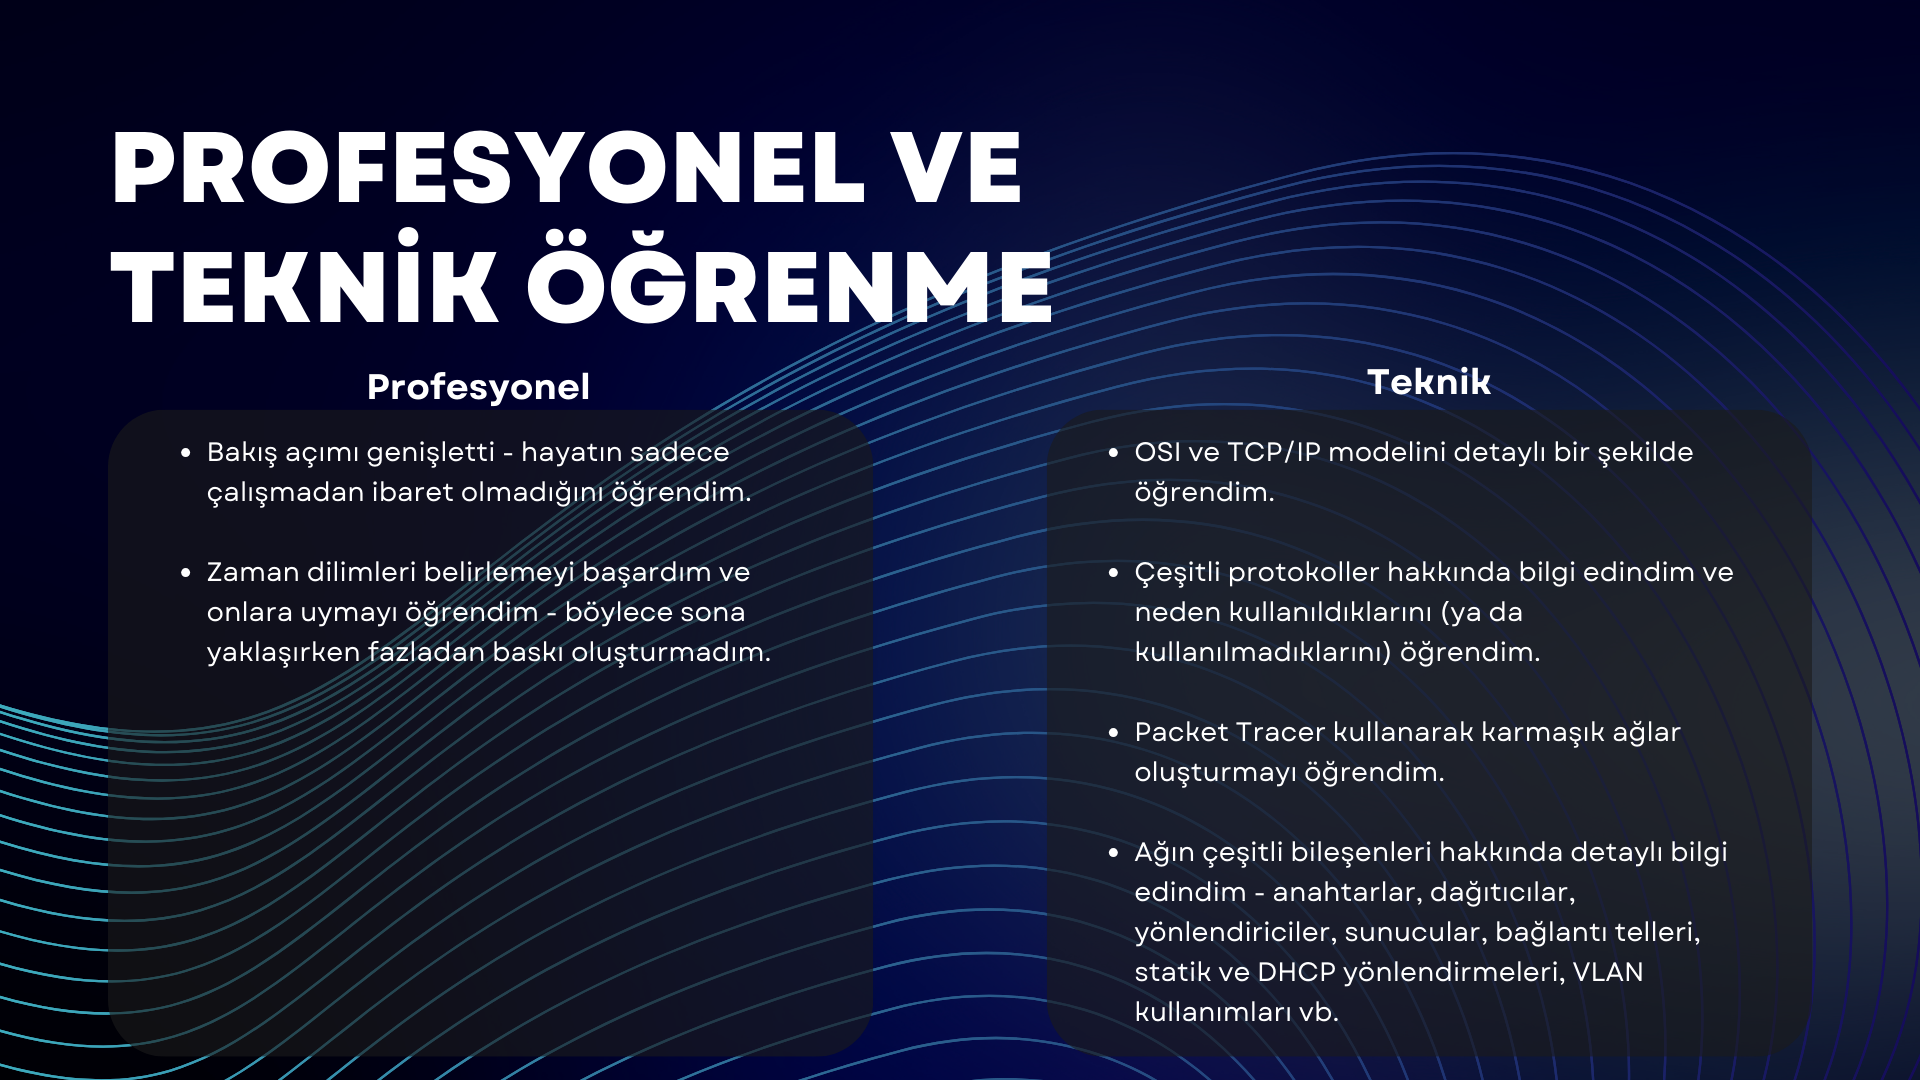 PROFESYONEL VE
TEKNİK ÖĞRENME
Profesyonel
• Bakış açımı genişletti - hayatın sadece
çalışmadan ibaret olmadığını öğrendim.
• Zaman dilimleri belirlemeyi başardım ve
onlara uymayı öğrendim - böylece sona
yaklaşırken fazladan baskı oluşturmadım.
Teknik
• OSI ve TCP/IP modelini detaylı bir şekilde
öğrendim.
• Çeşitli protokoller hakkında bilgi edindim ve
neden kullanıldıklarını (ya da
kullanılmadıklarını) öğrendim.
• Packet Tracer kullanarak karmaşık ağlar
oluşturmayı öğrendim.
• Ağın çeşitli bileşenleri hakkında detaylı bilgi
edindim - anahtarlar, dağıtıcılar,
yönlendiriciler, sunucular, bağlantı telleri,
statik ve DHCP yönlendirmeleri, VLAN
kullanımları vb.